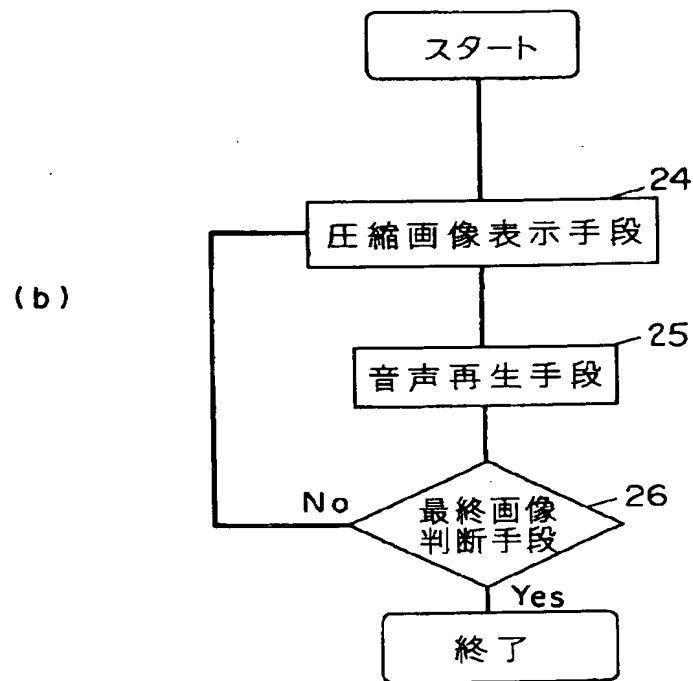 スタート
24
圧縮画像表示手段
(b)
25
音声再生手段
No
26
最終画像
判断手段
Yes
終了